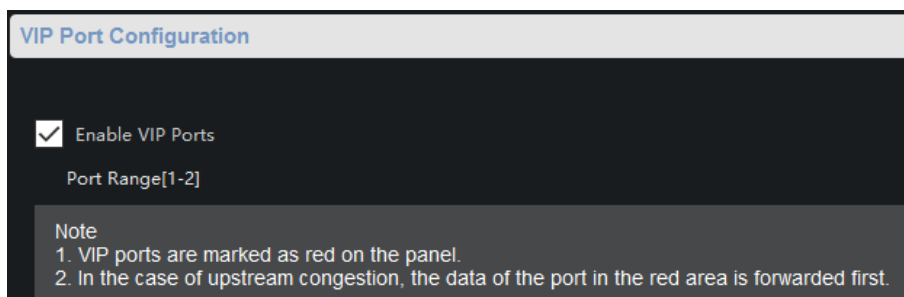 VIP Port Configuration
Enable VIP Ports
Port Range[1-2]
Note
1. VIP ports are marked as red on the panel.
2. In the case of upstream congestion, the data of the port in the red area is forwarded first.